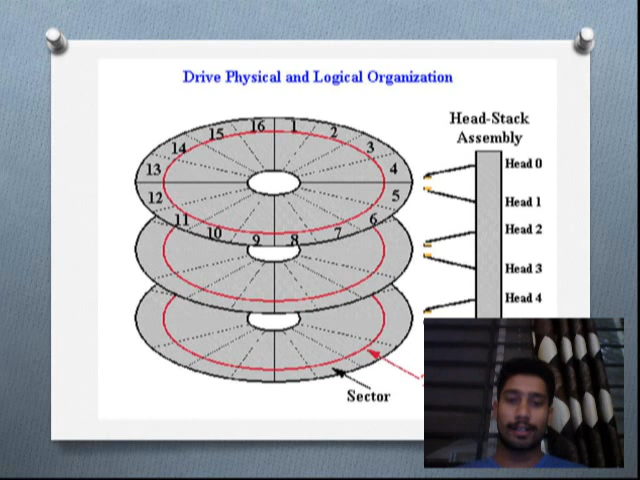 Drive Physical and Logical Organization
Head-Stack
Assembly
16 1
15 2
14 3
13 4
12 5
11 6
10 7
9 8
Head 0
Head 1
Head 2
Head 3
Head 4
Sector